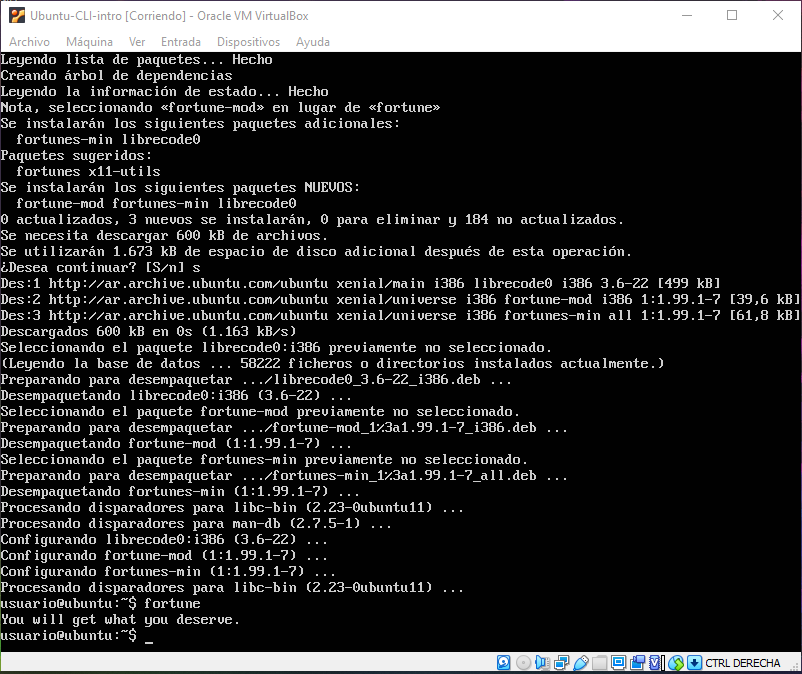 Ubuntu-CLI-intro [Corriendo] - Oracle VM VirtualBox
Archivo Máquina Ver Entrada Dispositivos Ayuda
Leyendo lista de paquetes... Hecho
Creando árbol de dependencias
Leyendo la información de estado... Hecho
Nota, seleccionando «fortune-mod» en lugar de «fortune»
Se instalarán los siguientes paquetes adicionales:
  fortunes-min librecode0
Paquetes sugeridos:
  fortunes x11-utils
Se instalarán los siguientes paquetes NUEVOS:
  fortune-mod fortunes-min librecode0
0 actualizados, 3 nuevos se instalarán, 0 para eliminar y 184 no actualizados.
Se necesita descargar 600 kB de archivos.
Se utilizarán 1.673 kB de espacio de disco adicional después de esta operación.
¿Desea continuar? [S/n] s
Des:1 http://ar.archive.ubuntu.com/ubuntu xenial/main i386 librecode0 i386 3.6-22 [499 kB]
Des:2 http://ar.archive.ubuntu.com/ubuntu xenial/universe i386 fortune-mod i386 1:1.99.1-7 [39,6 kB]
Des:3 http://ar.archive.ubuntu.com/ubuntu xenial/universe i386 fortunes-min all 1:1.99.1-7 [61,8 kB]
Descargados 600 kB en 0s (1.163 kB/s)
Seleccionando el paquete librecode0:i386 previamente no seleccionado.
(Leyendo la base de datos ... 58222 ficheros o directorios instalados actualmente.)
Preparando para desempaquetar .../librecode0_3.6-22_i386.deb ...
Desempaquetando librecode0:i386 (3.6-22) ...
Seleccionando el paquete fortune-mod previamente no seleccionado.
Preparando para desempaquetar .../fortune-mod_1%3a1.99.1-7_i386.deb ...
Desempaquetando fortune-mod (1:1.99.1-7) ...
Seleccionando el paquete fortunes-min previamente no seleccionado.
Preparando para desempaquetar .../fortunes-min_1%3a1.99.1-7_all.deb ...
Desempaquetando fortunes-min (1:1.99.1-7) ...
Procesando disparadores para libc-bin (2.23-0ubuntu11) ...
Procesando disparadores para man-db (2.7.5-1) ...
Configurando librecode0:i386 (3.6-22) ...
Configurando fortune-mod (1:1.99.1-7) ...
Configurando fortunes-min (1:1.99.1-7) ...
Procesando disparadores para libc-bin (2.23-0ubuntu11) ...
usuario@ubuntu:~$ fortune
You will get what you deserve.
usuario@ubuntu:~$ _
CTRL DERECHA